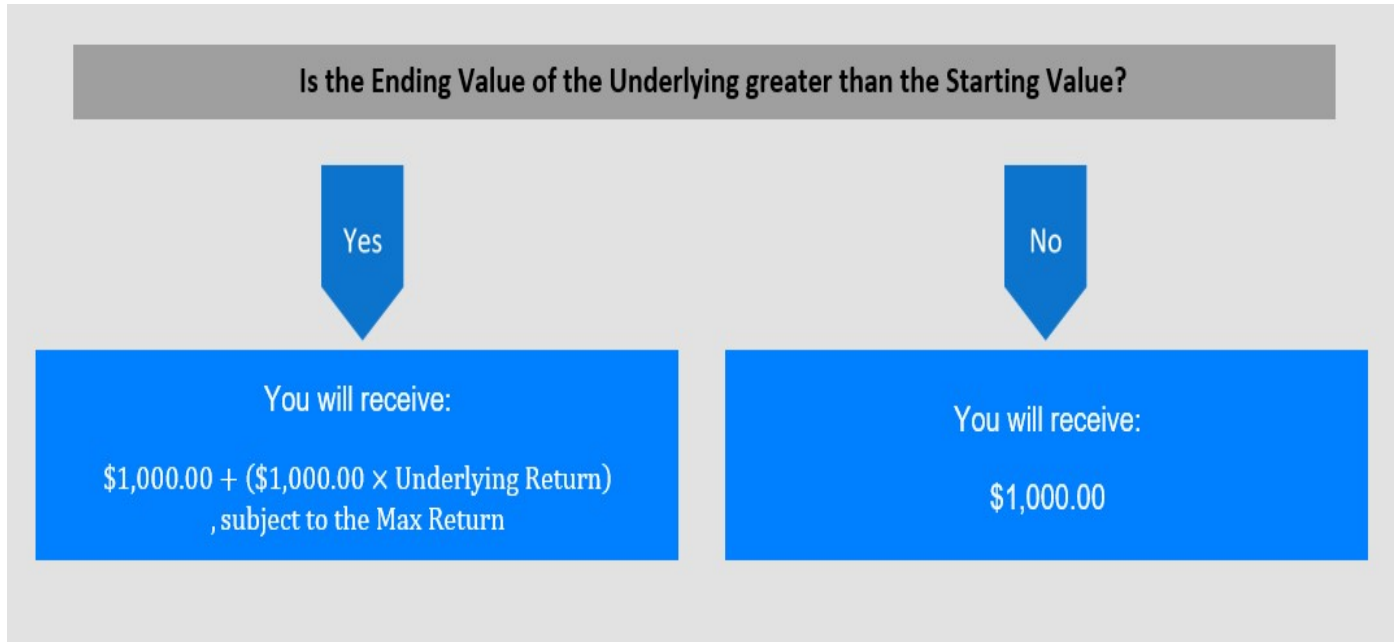 Is the Ending Value of the Underlying greater than the Starting Value?
Yes
No
You will receive:
$1,000.00 + ($1,000.00 × Underlying Return)
, subject to the Max Return
You will receive:
$1,000.00